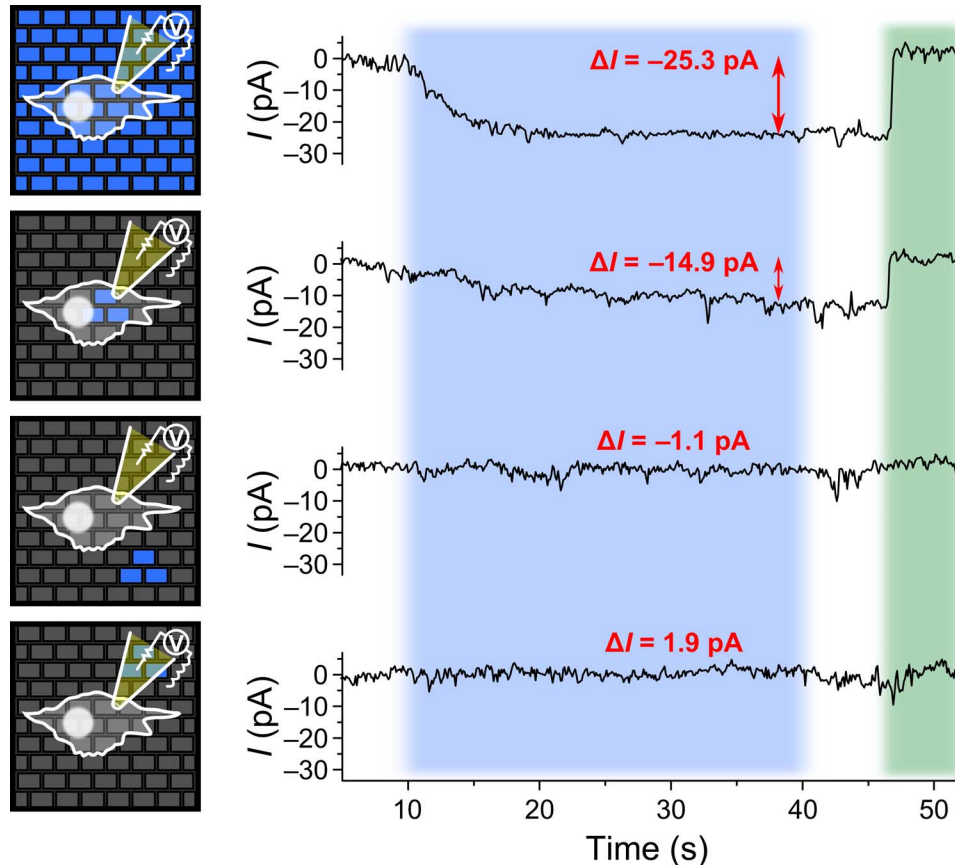 V
ΔI = –25.3 pA
I (pA)
0
–10
–20
–30
V
ΔI = –14.9 pA
I (pA)
0
–10
–20
–30
V
ΔI = –1.1 pA
I (pA)
0
–10
–20
–30
V
ΔI = 1.9 pA
I (pA)
0
–10
–20
–30
10 20 30 40 50
Time (s)